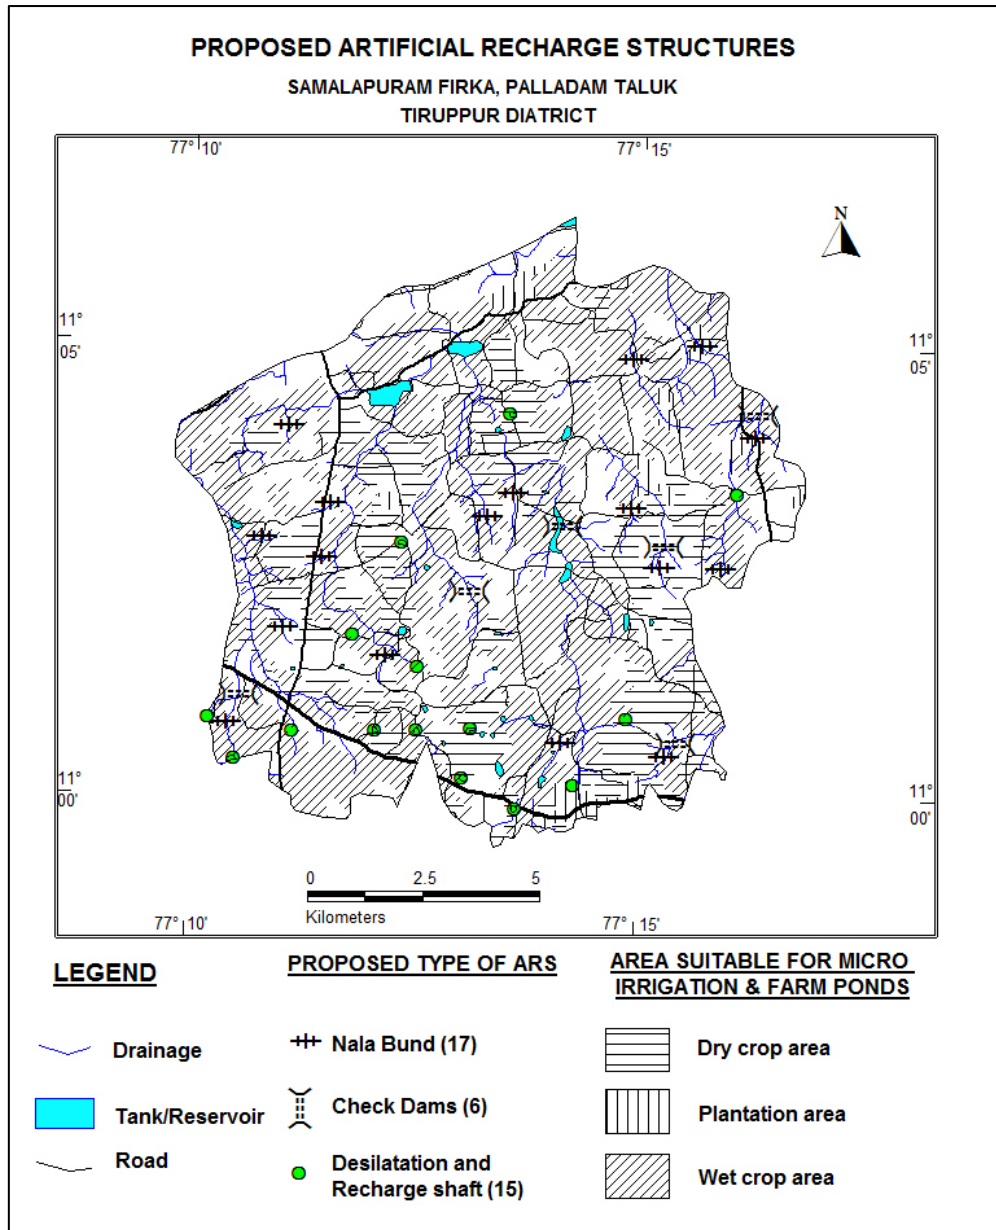 PROPOSED ARTIFICIAL RECHARGE STRUCTURES
SAMALAPURAM FIRKA, PALLADAM TALUK
TIRUPPUR DIATRICT
77° 10'
77° 15'
N
11°
05'
11°
05'
11°
00'
11°
00'
0 2.5 5
Kilometers
77° 10'
77° 15'
LEGEND
Drainage
Tank/Reservoir
Road
PROPOSED TYPE OF ARS
Nala Bund (17)
Check Dams (6)
Desilatation and
Recharge shaft (15)
AREA SUITABLE FOR MICRO
IRRIGATION & FARM PONDS
Dry crop area
Plantation area
Wet crop area